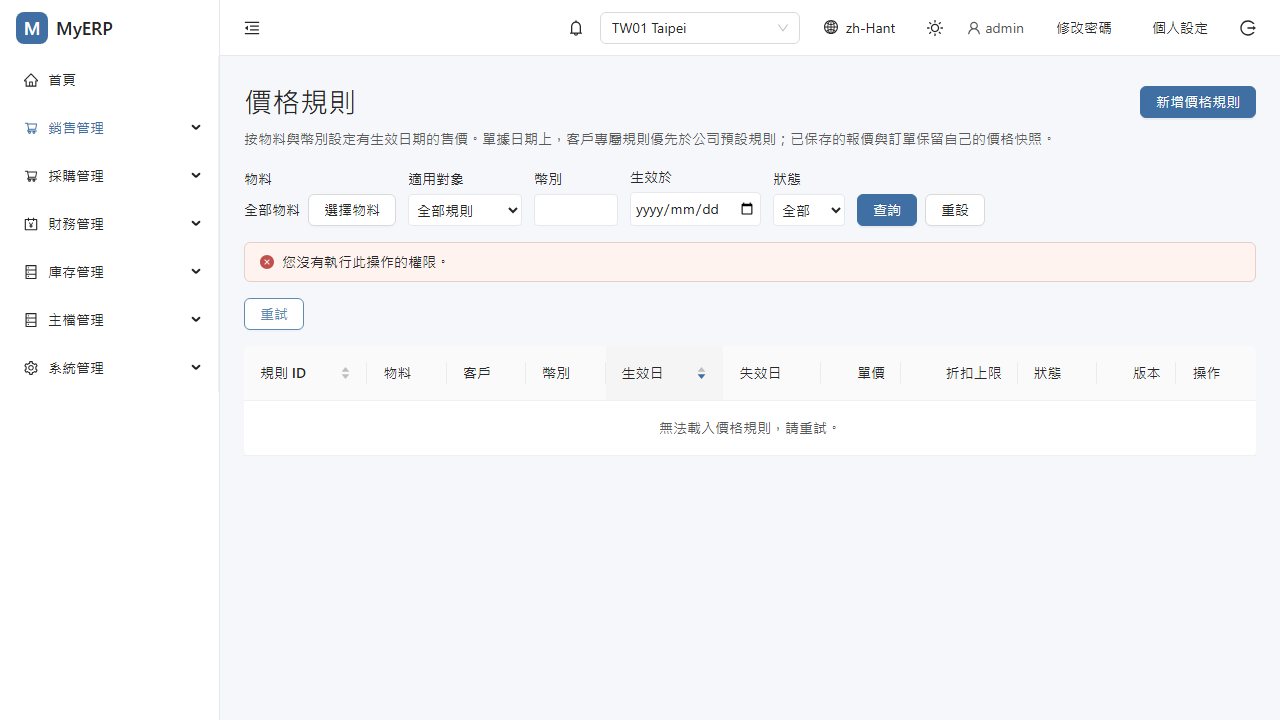 M MyERP
TW01 Taipei
zh-Hant
admin
修改密碼
個人設定
首頁
銷售管理
採購管理
財務管理
庫存管理
主檔管理
系統管理
價格規則
新增價格規則
按物料與幣別設定有生效日期的售價。單據日期上，客戶專屬規則優先於公司預設規則；已保存的報價與訂單保留自己的價格快照。
物料 適用對象 幣別 生效於 狀態
全部物料 選擇物料 全部規則 yyyy/mm/dd 全部 查詢 重設
您沒有執行此操作的權限。
重試
規則 ID 物料 客戶 幣別 生效日 失效日 單價 折扣上限 狀態 版本 操作
無法載入價格規則，請重試。